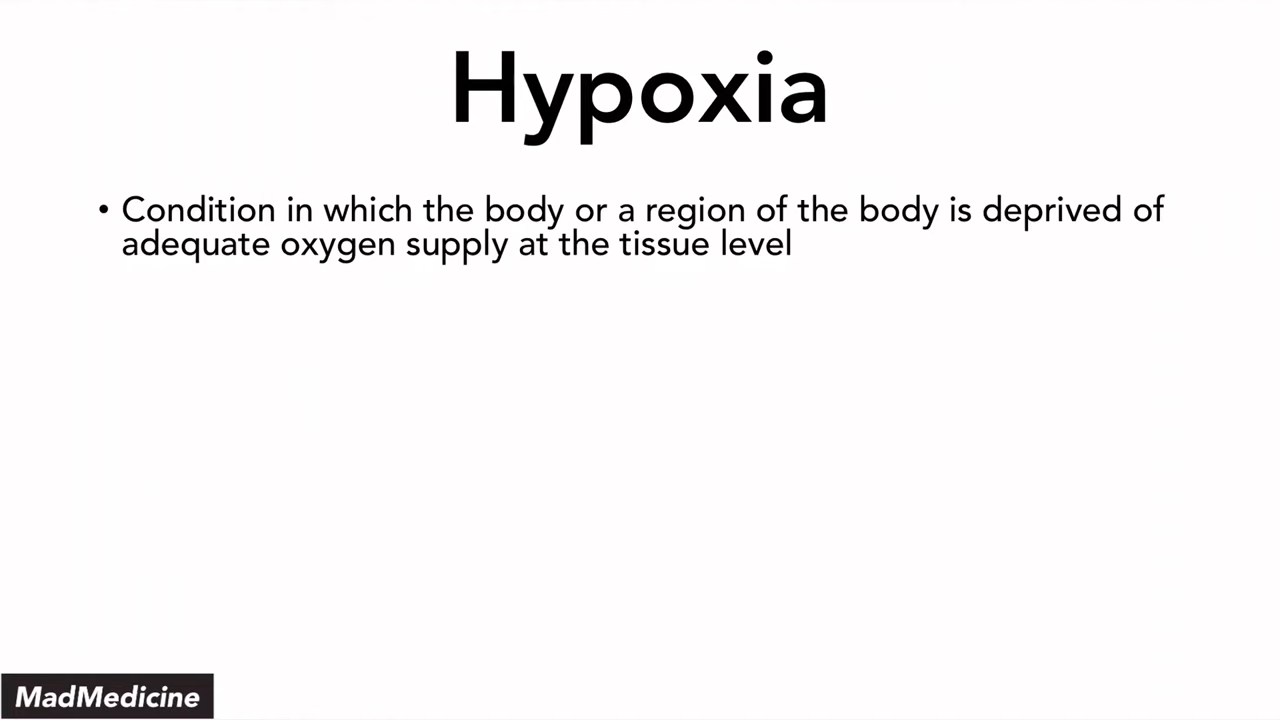 Hypoxia
• Condition in which the body or a region of the body is deprived of
adequate oxygen supply at the tissue level
MadMedicine